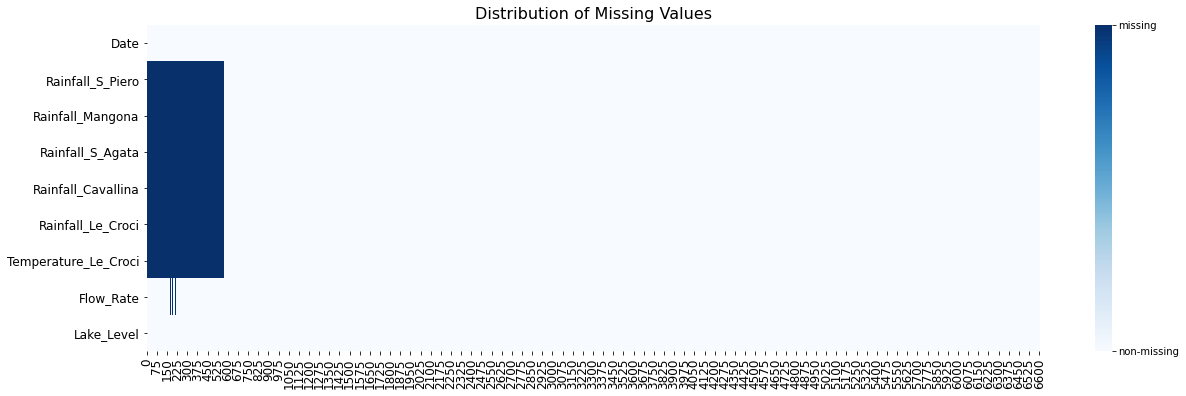 Distribution of Missing Values
Date
Rainfall_S_Piero
Rainfall_Mangona
Rainfall_S_Agata
Rainfall_Cavallina
Rainfall_Le_Croci
Temperature_Le_Croci
Flow_Rate
Lake_Level
0 75 150 225 300 375 450 525 600 675 750 825 900 975 1050 1125 1200 1275 1350 1425 1500 1575 1650 1725 1800 1875 1950 2025 2100 2175 2250 2325 2400 2475 2550 2625 2700 2775 2850 2925 3000 3075 3150 3225 3300 3375 3450 3525 3600 3675 3750 3825 3900 3975 4050 4125 4200 4275 4350 4425 4500 4575 4650 4725 4800 4875 4950 5025 5100 5175 5250 5325 5400 5475 5550 5625 5700 5775 5850 5925 6000 6075 6150 6225 6300 6375 6450 6525 6600
missing
non-missing